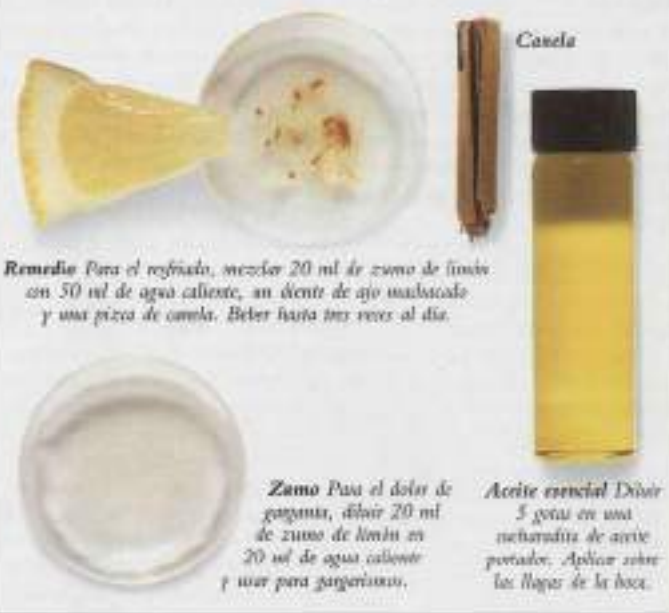 Canela
Remedio Para el resfriado, mezclar 20 ml de zumo de limón
con 50 ml de agua caliente, un diente de ajo machacado
y una pizca de canela. Beber hasta tres veces al día.
Zumo Para el dolor de
garganta, diluir 20 ml
de zumo de limón en
20 ml de agua caliente
y usar para gargarismos.
Aceite esencial Diluir
5 gotas en una
cucharadita de aceite
portador. Aplicar sobre
las llagas de la boca.